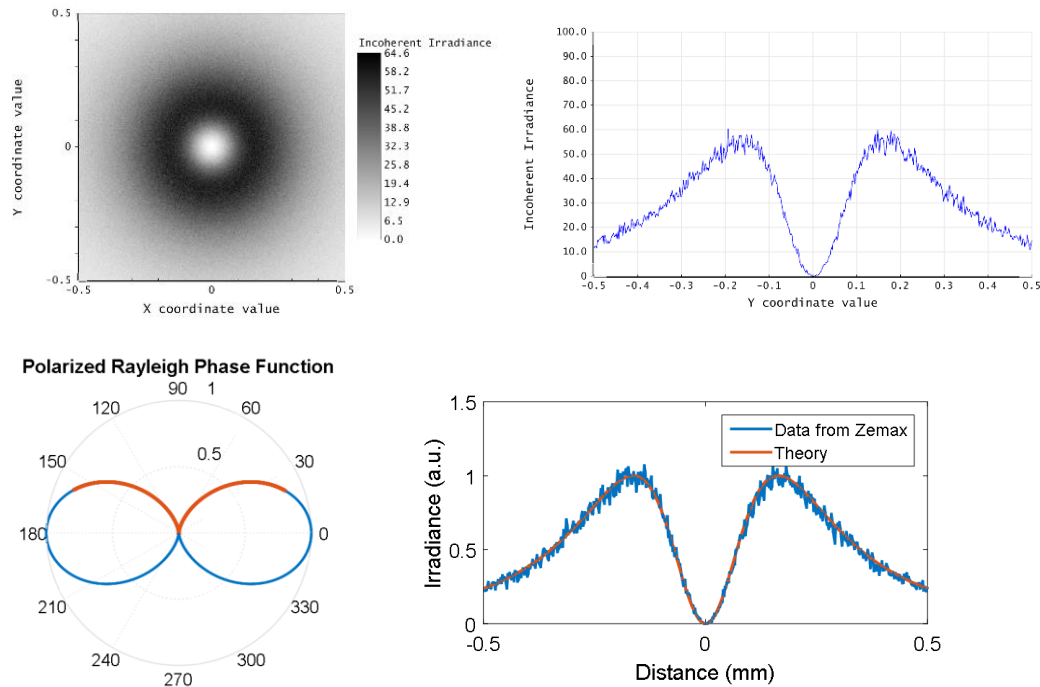 0.5
Y coordinate value
0
-0.5
-0.5 0 0.5
X coordinate value
Incoherent Irradiance
64.6
58.2
51.7
45.2
38.8
32.3
25.8
19.4
12.9
6.5
0.0
100.0
90.0
80.0
70.0
60.0
50.0
40.0
30.0
20.0
10.0
0
Incoherent Irradiance
-0.5 -0.4 -0.3 -0.2 -0.1 0.0 0.1 0.2 0.3 0.4 0.5
Y coordinate value
Polarized Rayleigh Phase Function
90 1
120 60
0.5
150 30
180 0
210 330
240 300
270
1.5
1
0.5
0
Irradiance (a.u.)
Data from Zemax
Theory
-0.5 0 0.5
Distance (mm)